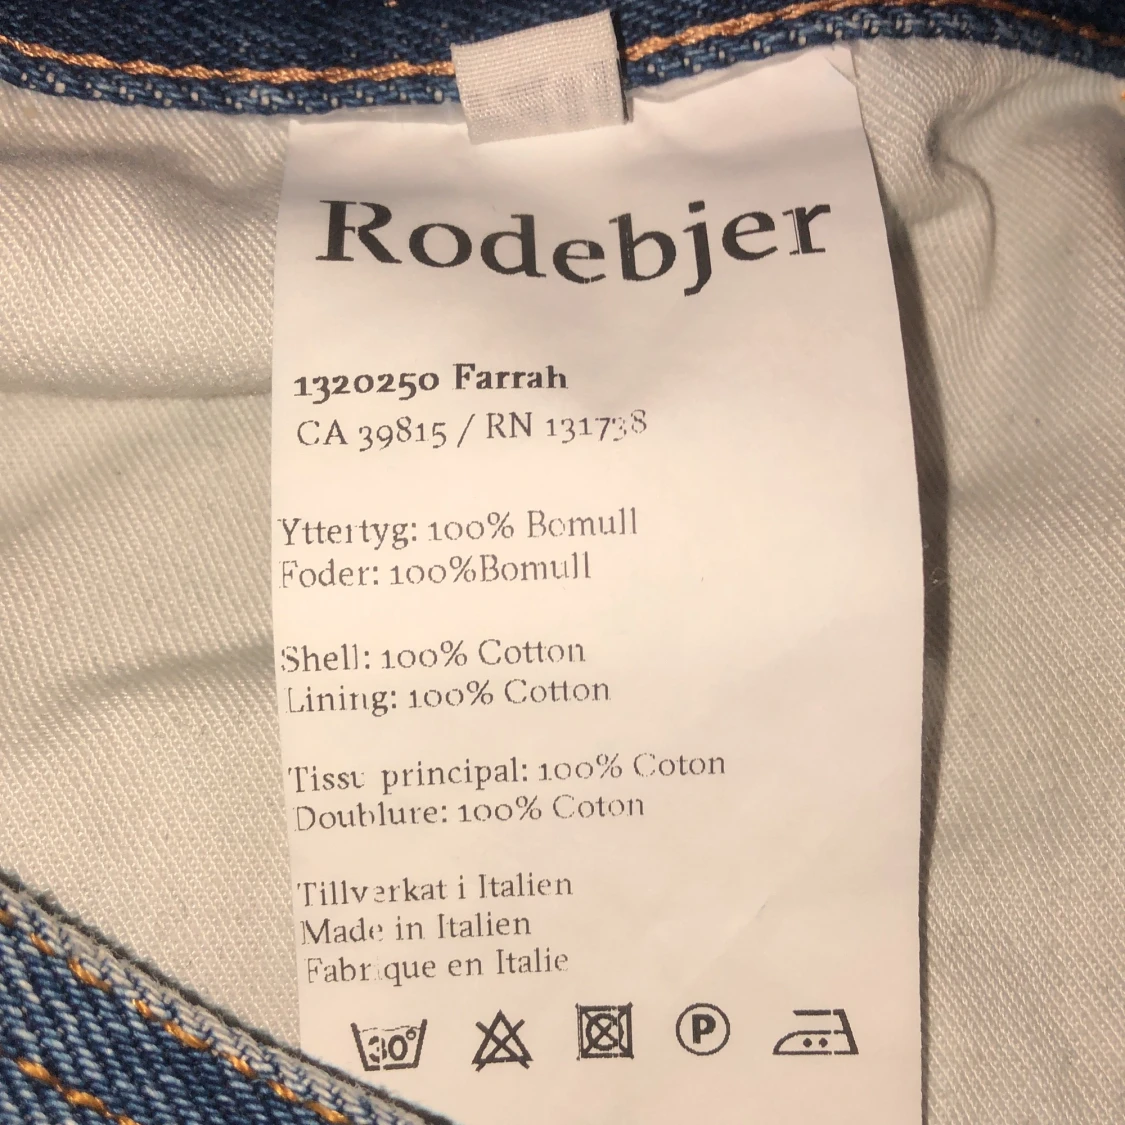 Rodebjer
1320250 Farrah
CA 39815 / RN 131738
Yttertyg: 100% Bomull
Foder: 100%Bomull
Shell: 100% Cotton
Lining: 100% Cotton
Tissu principal: 100% Coton
Doublure: 100% Coton
Tillverkat i Italien
Made in Italien
Fabrique en Italie
30° P